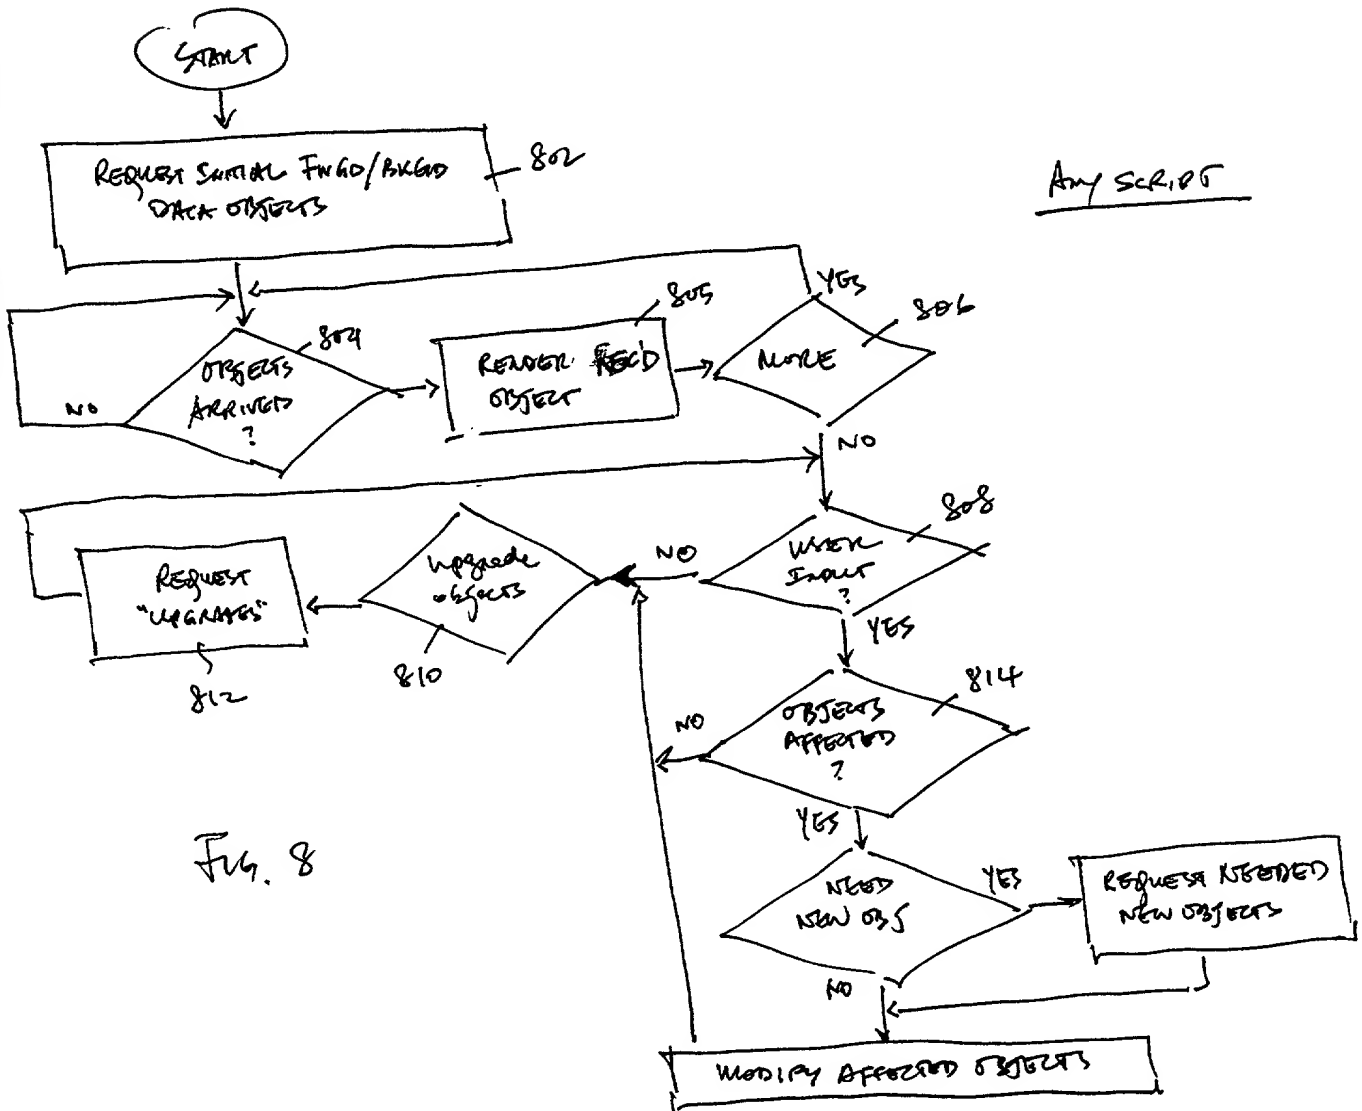 START
REQUEST INITIAL FRGD/BKGD
DATA OBJECTS
802
ANY SCRIPT
YES
805
806
804
OBJECTS
ARRIVED
?
NO
RENDER REC'D
OBJECT
MORE
NO
808
USER
INPUT
?
NO
upgrade
objects
810
REQUEST
"UPGRADES"
812
YES
814
OBJECTS
AFFECTED
?
NO
YES
NEED
NEW OBJ
YES
REQUEST NEEDED
NEW OBJECTS
NO
MODIFY AFFECTED OBJECTS
FIG. 8